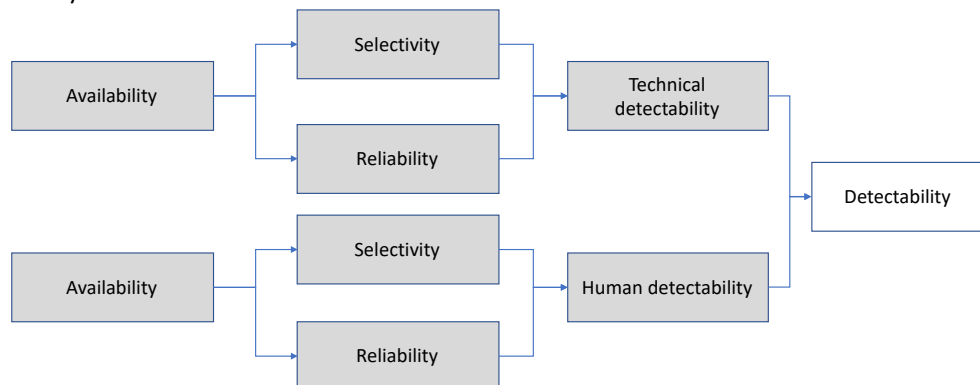 Selectivity
Availability
Technical
detectability
Reliability
Detectability
Selectivity
Availability
Human detectability
Reliability